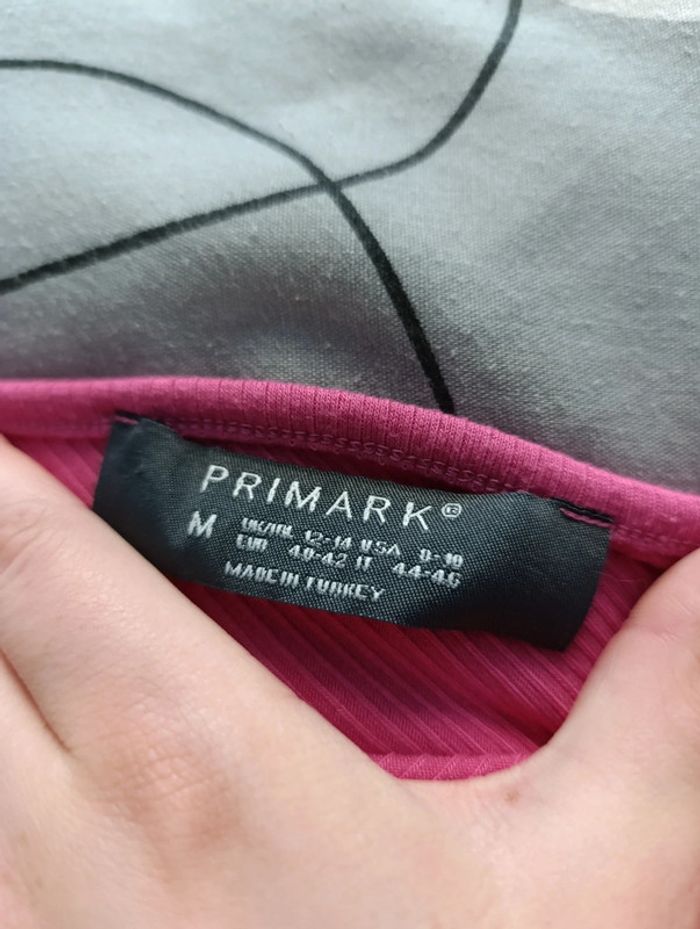 PRIMARK®
M UK/IRL 12-14 USA 8-10
EUR 40-42 IT 44-46
MADE IN TURKEY